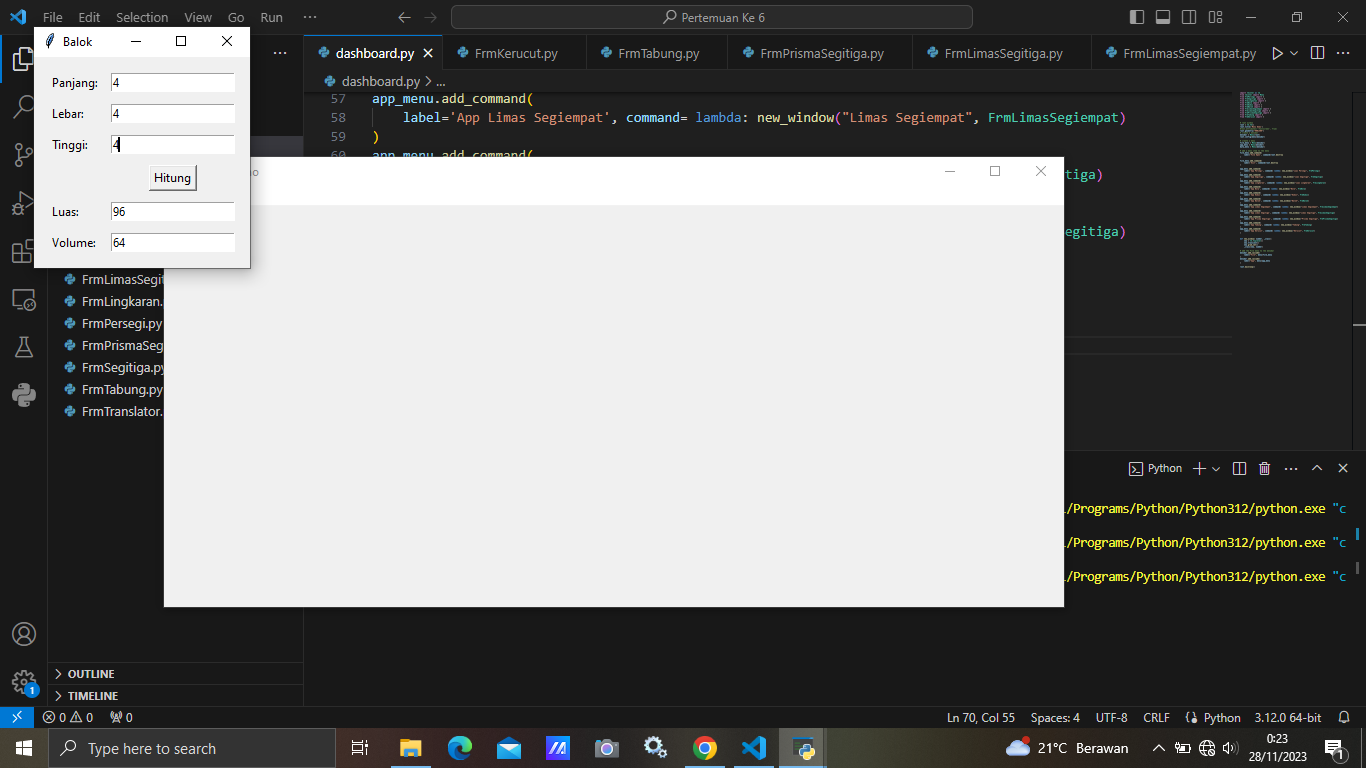 File Edit Selection View Go Run ···
Pertemuan Ke 6
Balok
Panjang: 4
Lebar: 4
Tinggi: 4
Hitung
Luas: 96
Volume: 64
dashboard.py
FrmKerucut.py
FrmTabung.py
FrmPrismaSegitiga.py
FrmLimasSegitiga.py
FrmLimasSegiempat.py
dashboard.py > ...
57 app_menu.add_command(
58 label='App Limas Segiempat', command= lambda: new_window("Limas Segiempat", FrmLimasSegiempat)
59 )
60 app_menu.add_command(
tiga)
egitiga)
FrmLimasSegit
FrmLingkaran.
FrmPersegi.py
FrmPrismaSeg
FrmSegitiga.py
FrmTabung.py
FrmTranslator.
Python
/Programs/Python/Python312/python.exe "c
/Programs/Python/Python312/python.exe "c
/Programs/Python/Python312/python.exe "c
OUTLINE
TIMELINE
1
0 0 0
Ln 70, Col 55 Spaces: 4 UTF-8 CRLF Python 3.12.0 64-bit
Type here to search
21°C Berawan
0:23
28/11/2023
1